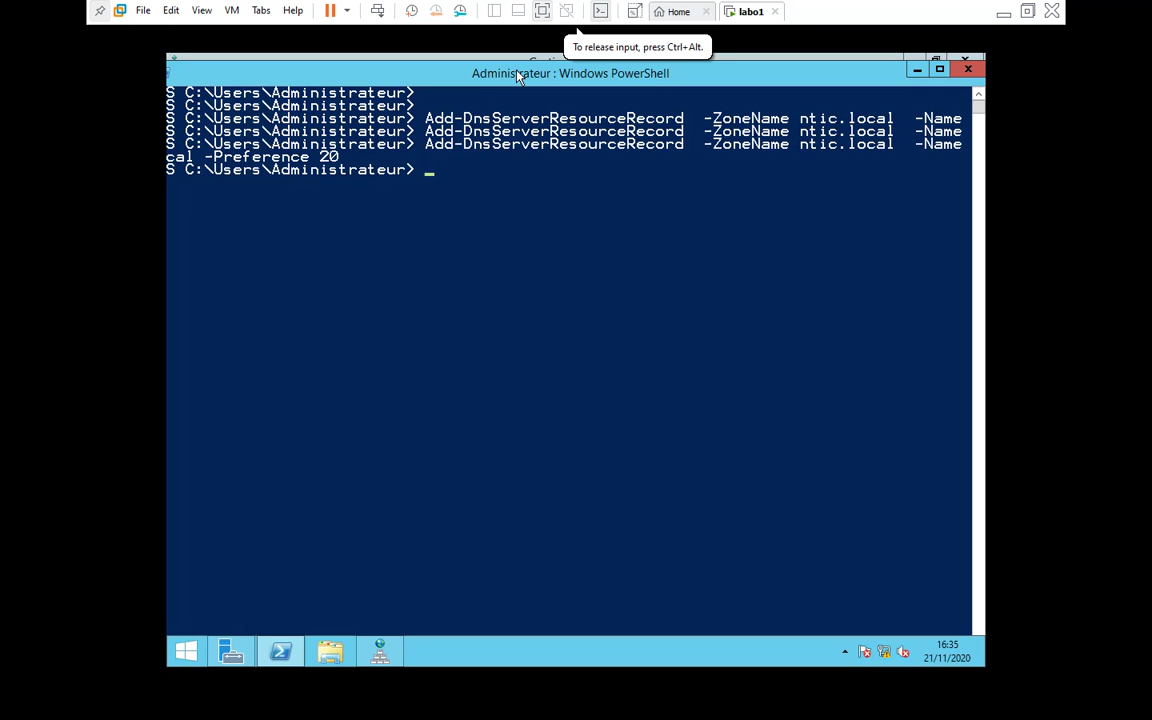 File Edit View VM Tabs Help Home labo1
To release input, press Ctrl+Alt.
Administrateur : Windows PowerShell
S C:\Users\Administrateur>
S C:\Users\Administrateur>
S C:\Users\Administrateur> Add-DnsServerResourceRecord -ZoneName ntic.local -Name
S C:\Users\Administrateur> Add-DnsServerResourceRecord -ZoneName ntic.local -Name
S C:\Users\Administrateur> Add-DnsServerResourceRecord -ZoneName ntic.local -Name
cal -Preference 20
S C:\Users\Administrateur>
16:35
21/11/2020